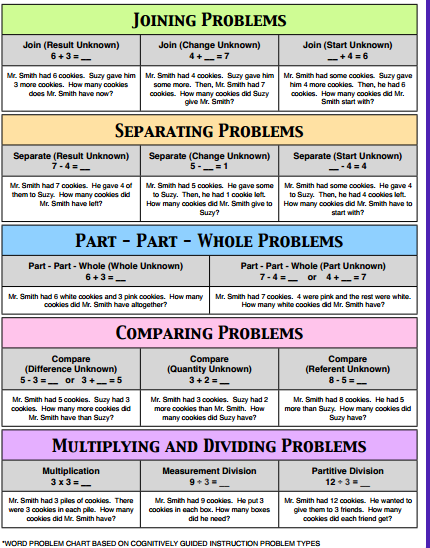 JOINING PROBLEMS
Join (Result Unknown)
6 + 3 = __
Join (Change Unknown)
4 + __ = 7
Join (Start Unknown)
__ + 4 = 6
Mr. Smith had 6 cookies. Suzy gave him
3 more cookies. How many cookies
does Mr. Smith have now?
Mr. Smith had 4 cookies. Suzy gave him
some more. Then, Mr. Smith had 7
cookies. How many cookies did Suzy
give Mr. Smith?
Mr. Smith had some cookies. Suzy gave
him 4 more cookies. Then, he had 6
cookies. How many cookies did Mr.
Smith start with?
SEPARATING PROBLEMS
Separate (Result Unknown)
7 - 4 = __
Separate (Change Unknown)
5 - __ = 1
Separate (Start Unknown)
__ - 4 = 4
Mr. Smith had 7 cookies. He gave 4 of
them to Suzy. How many cookies did
Mr. Smith have left?
Mr. Smith had 5 cookies. He gave some
to Suzy. Then, he had 1 cookie left.
How many cookies did Mr. Smith give to
Suzy?
Mr. Smith had some cookies. He gave 4
to Suzy. Then, he had 4 cookies left.
How many cookies did Mr. Smith have to
start with?
PART - PART - WHOLE PROBLEMS
Part - Part - Whole (Whole Unknown)
6 + 3 = __
Part - Part - Whole (Part Unknown)
7 - 4 = __ or 4 + __ = 7
Mr. Smith had 6 white cookies and 3 pink cookies. How many
cookies did Mr. Smith have altogether?
Mr. Smith had 7 cookies. 4 were pink and the rest were white.
How many white cookies did Mr. Smith have?
COMPARING PROBLEMS
Compare
(Difference Unknown)
5 - 3 = __ or 3 + __ = 5
Compare
(Quantity Unknown)
3 + 2 = __
Compare
(Referent Unknown)
8 - 5 = __
Mr. Smith had 5 cookies. Suzy had 3
cookies. How many more cookies did Mr.
Smith have than Suzy?
Mr. Smith had 3 cookies. Suzy had 2
more cookies than Mr. Smith. How
many cookies did Suzy have?
Mr. Smith had 8 cookies. He had 5
more than Suzy. How many cookies did
Suzy have?
MULTIPLYING AND DIVIDING PROBLEMS
Multiplication
3 x 3 = __
Measurement Division
9 ÷ 3 = __
Partitive Division
12 ÷ 3 = __
Mr. Smith had 3 piles of cookies. There
were 3 cookies in each pile. How many
cookies did Mr. Smith have?
Mr. Smith had 9 cookies. He put 3
cookies in each box. How many boxes
did he need?
Mr. Smith had 12 cookies. He wanted to
give them to 3 friends. How many
cookies did each friend get?
*WORD PROBLEM CHART BASED ON COGNITIVELY GUIDED INSTRUCTION PROBLEM TYPES